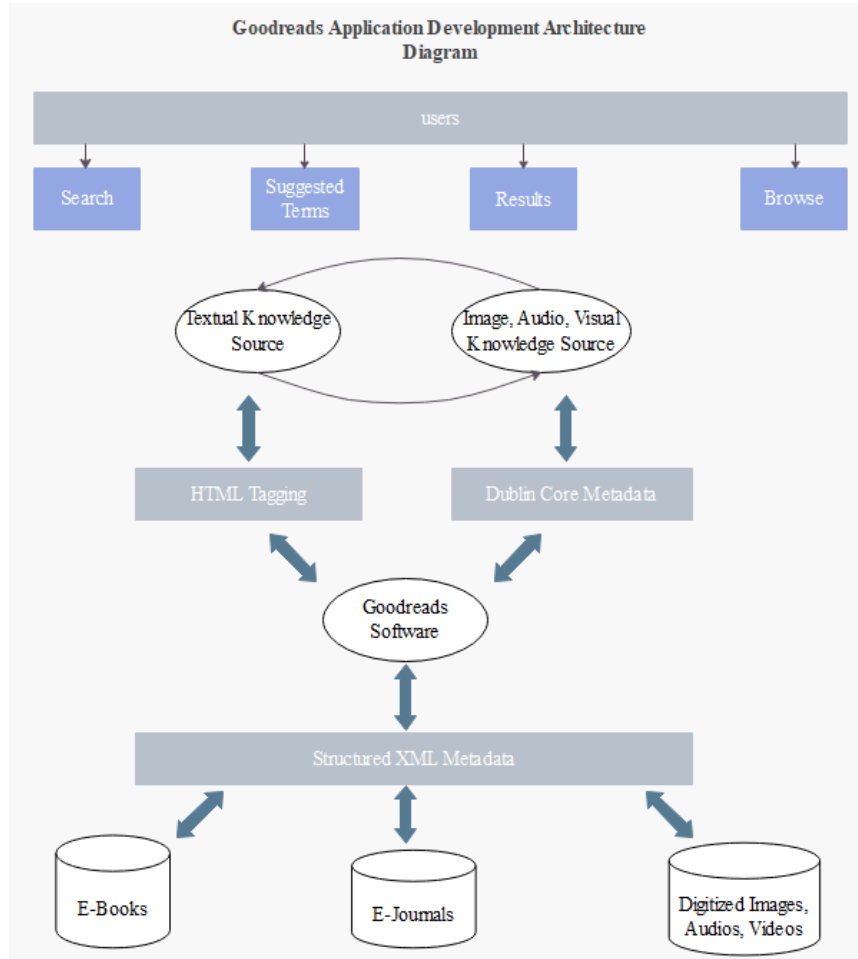 Goodreads Application Development Architecture
Diagram
users
Search
Suggested
Terms
Results
Browse
Textual Knowledge
Source
Image, Audio, Visual
Knowledge Source
HTML Tagging
Dublin Core Metadata
Goodreads
Software
Structured XML Metadata
E-Books
E-Journals
Digitized Images,
Audios, Videos